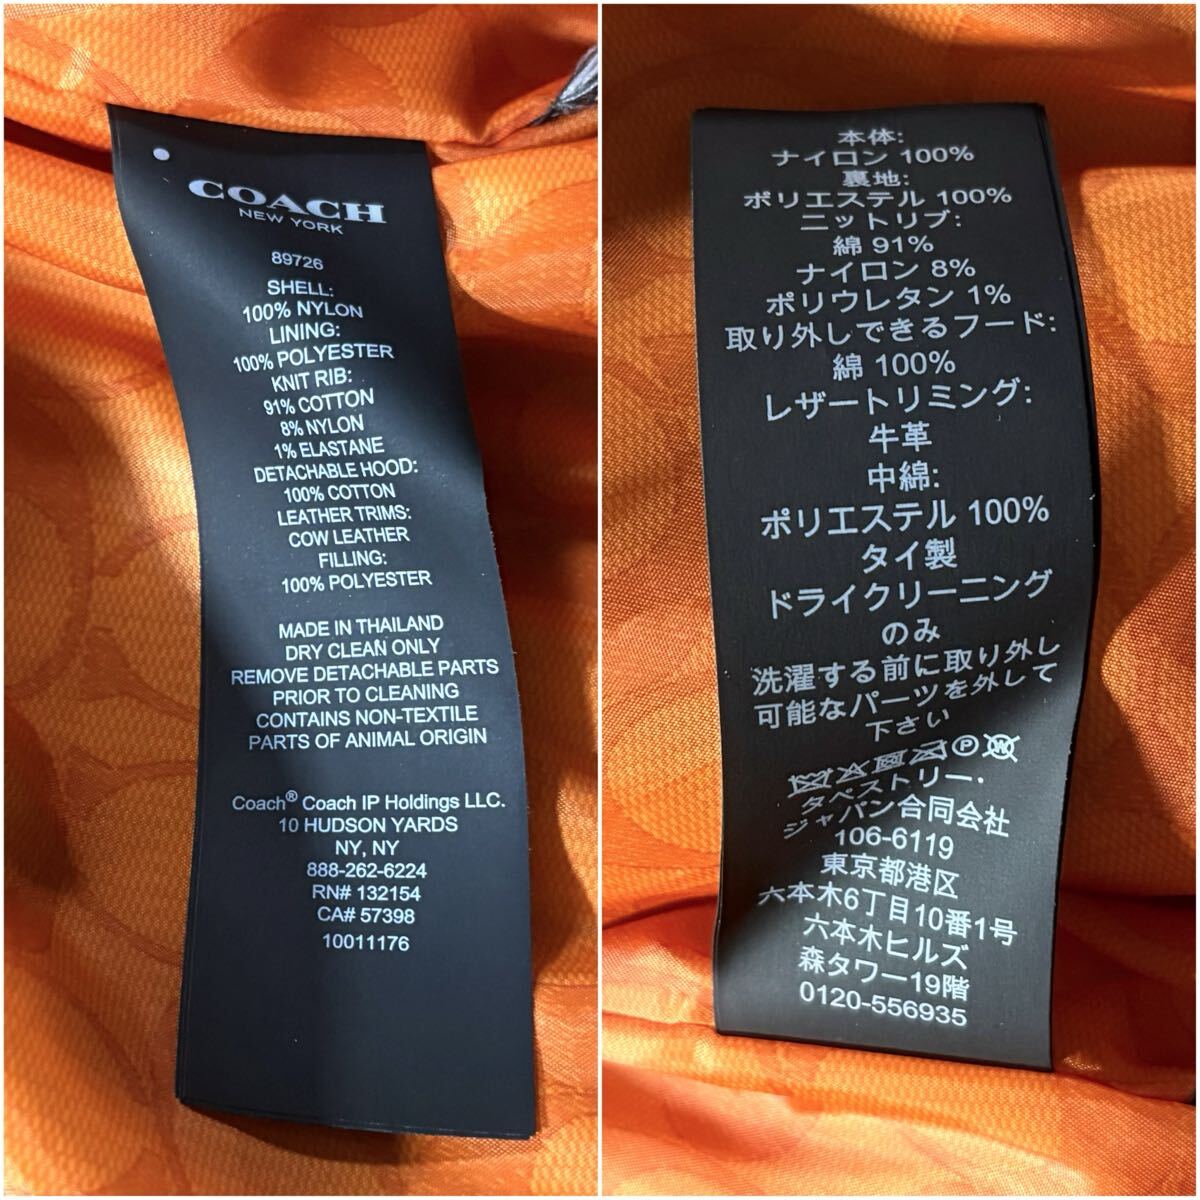 COACH
NEW YORK
89726
SHELL:
100% NYLON
LINING:
100% POLYESTER
KNIT RIB:
91% COTTON
8% NYLON
1% ELASTANE
DETACHABLE HOOD:
100% COTTON
LEATHER TRIMS:
COW LEATHER
FILLING:
100% POLYESTER
MADE IN THAILAND
DRY CLEAN ONLY
REMOVE DETACHABLE PARTS
PRIOR TO CLEANING
CONTAINS NON-TEXTILE
PARTS OF ANIMAL ORIGIN
Coach® Coach IP Holdings LLC.
10 HUDSON YARDS
NY, NY
888-262-6224
RN# 132154
CA# 57398
10011176
本体:
ナイロン 100%
裏地:
ポリエステル 100%
ニットリブ:
綿 91%
ナイロン 8%
ポリウレタン 1%
取り外しできるフード:
綿 100%
レザートリミング:
牛革
中綿:
ポリエステル 100%
タイ製
ドライクリーニング
のみ
洗濯する前に取り外し
可能なパーツを外して
下さい
P W
タペストリー・
ジャパン合同会社
106-6119
東京都港区
六本木6丁目10番1号
六本木ヒルズ
森タワー19階
0120-556935